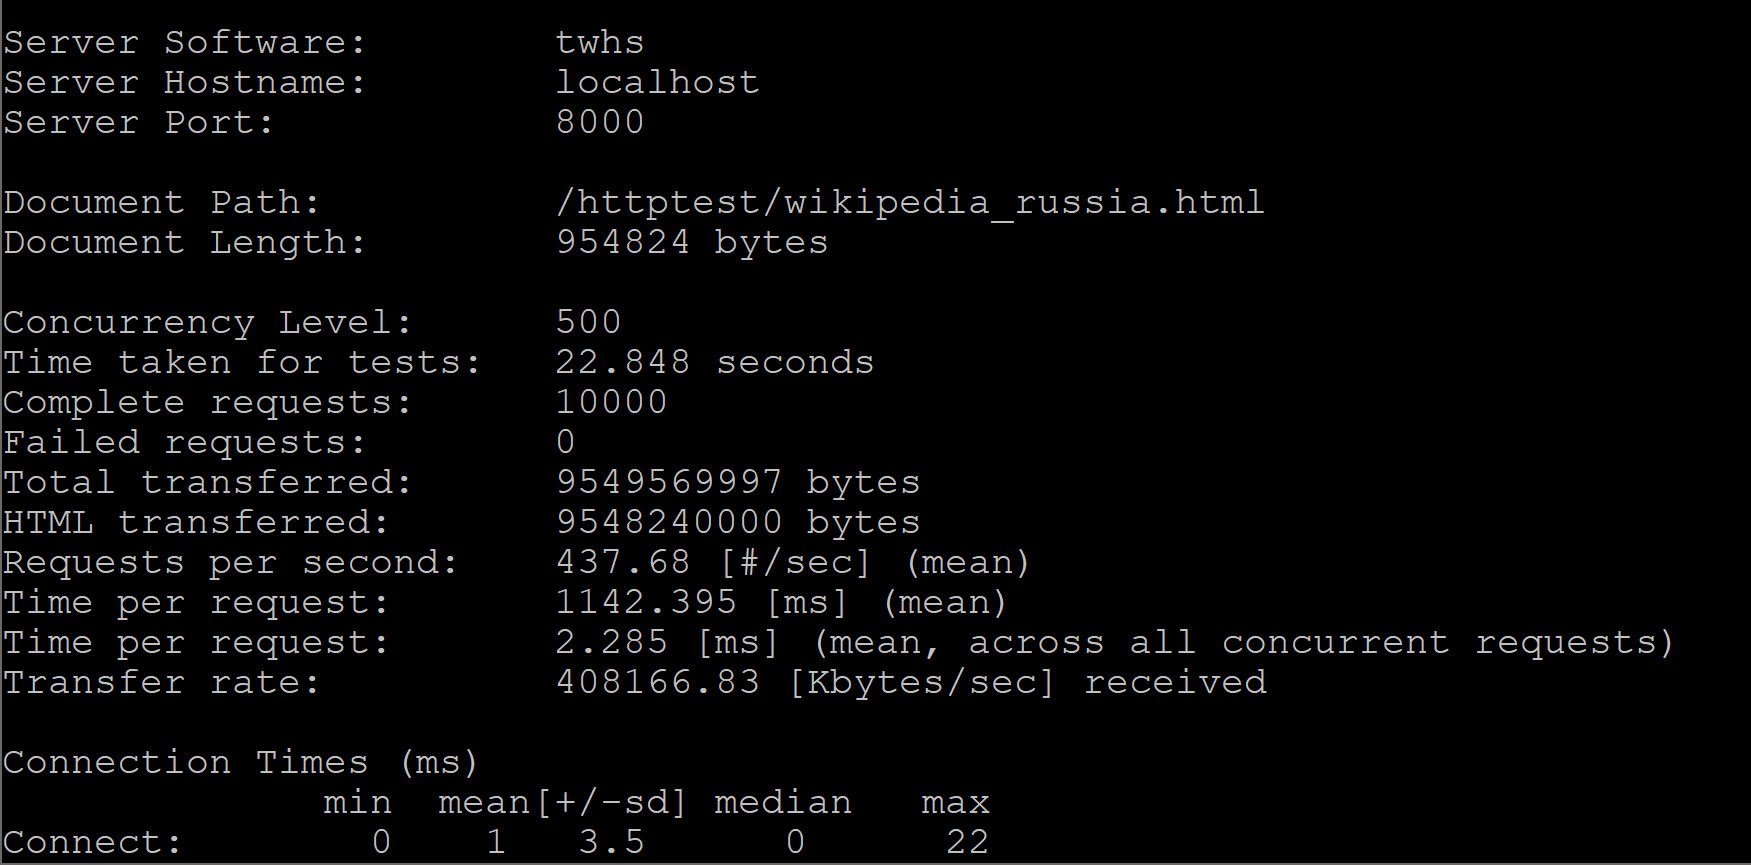 Server Software:        twhs
Server Hostname:        localhost
Server Port:            8000

Document Path:          /httptest/wikipedia_russia.html
Document Length:        954824 bytes

Concurrency Level:      500
Time taken for tests:   22.848 seconds
Complete requests:      10000
Failed requests:        0
Total transferred:      9549569997 bytes
HTML transferred:       9548240000 bytes
Requests per second:    437.68 [#/sec] (mean)
Time per request:       1142.395 [ms] (mean)
Time per request:       2.285 [ms] (mean, across all concurrent requests)
Transfer rate:          408166.83 [Kbytes/sec] received

Connection Times (ms)
              min  mean[+/-sd] median   max
Connect:        0    1   3.5      0      22